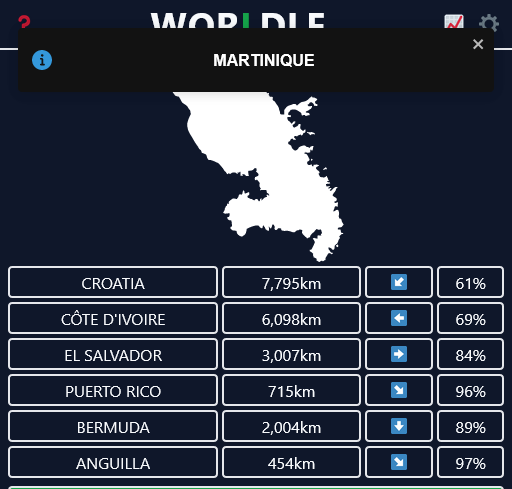 WORLDLE
MARTINIQUE
CROATIA 7,795km ↙️ 61%
CÔTE D'IVOIRE 6,098km ⬅️ 69%
EL SALVADOR 3,007km ➡️ 84%
PUERTO RICO 715km ↘️ 96%
BERMUDA 2,004km ⬇️ 89%
ANGUILLA 454km ↘️ 97%